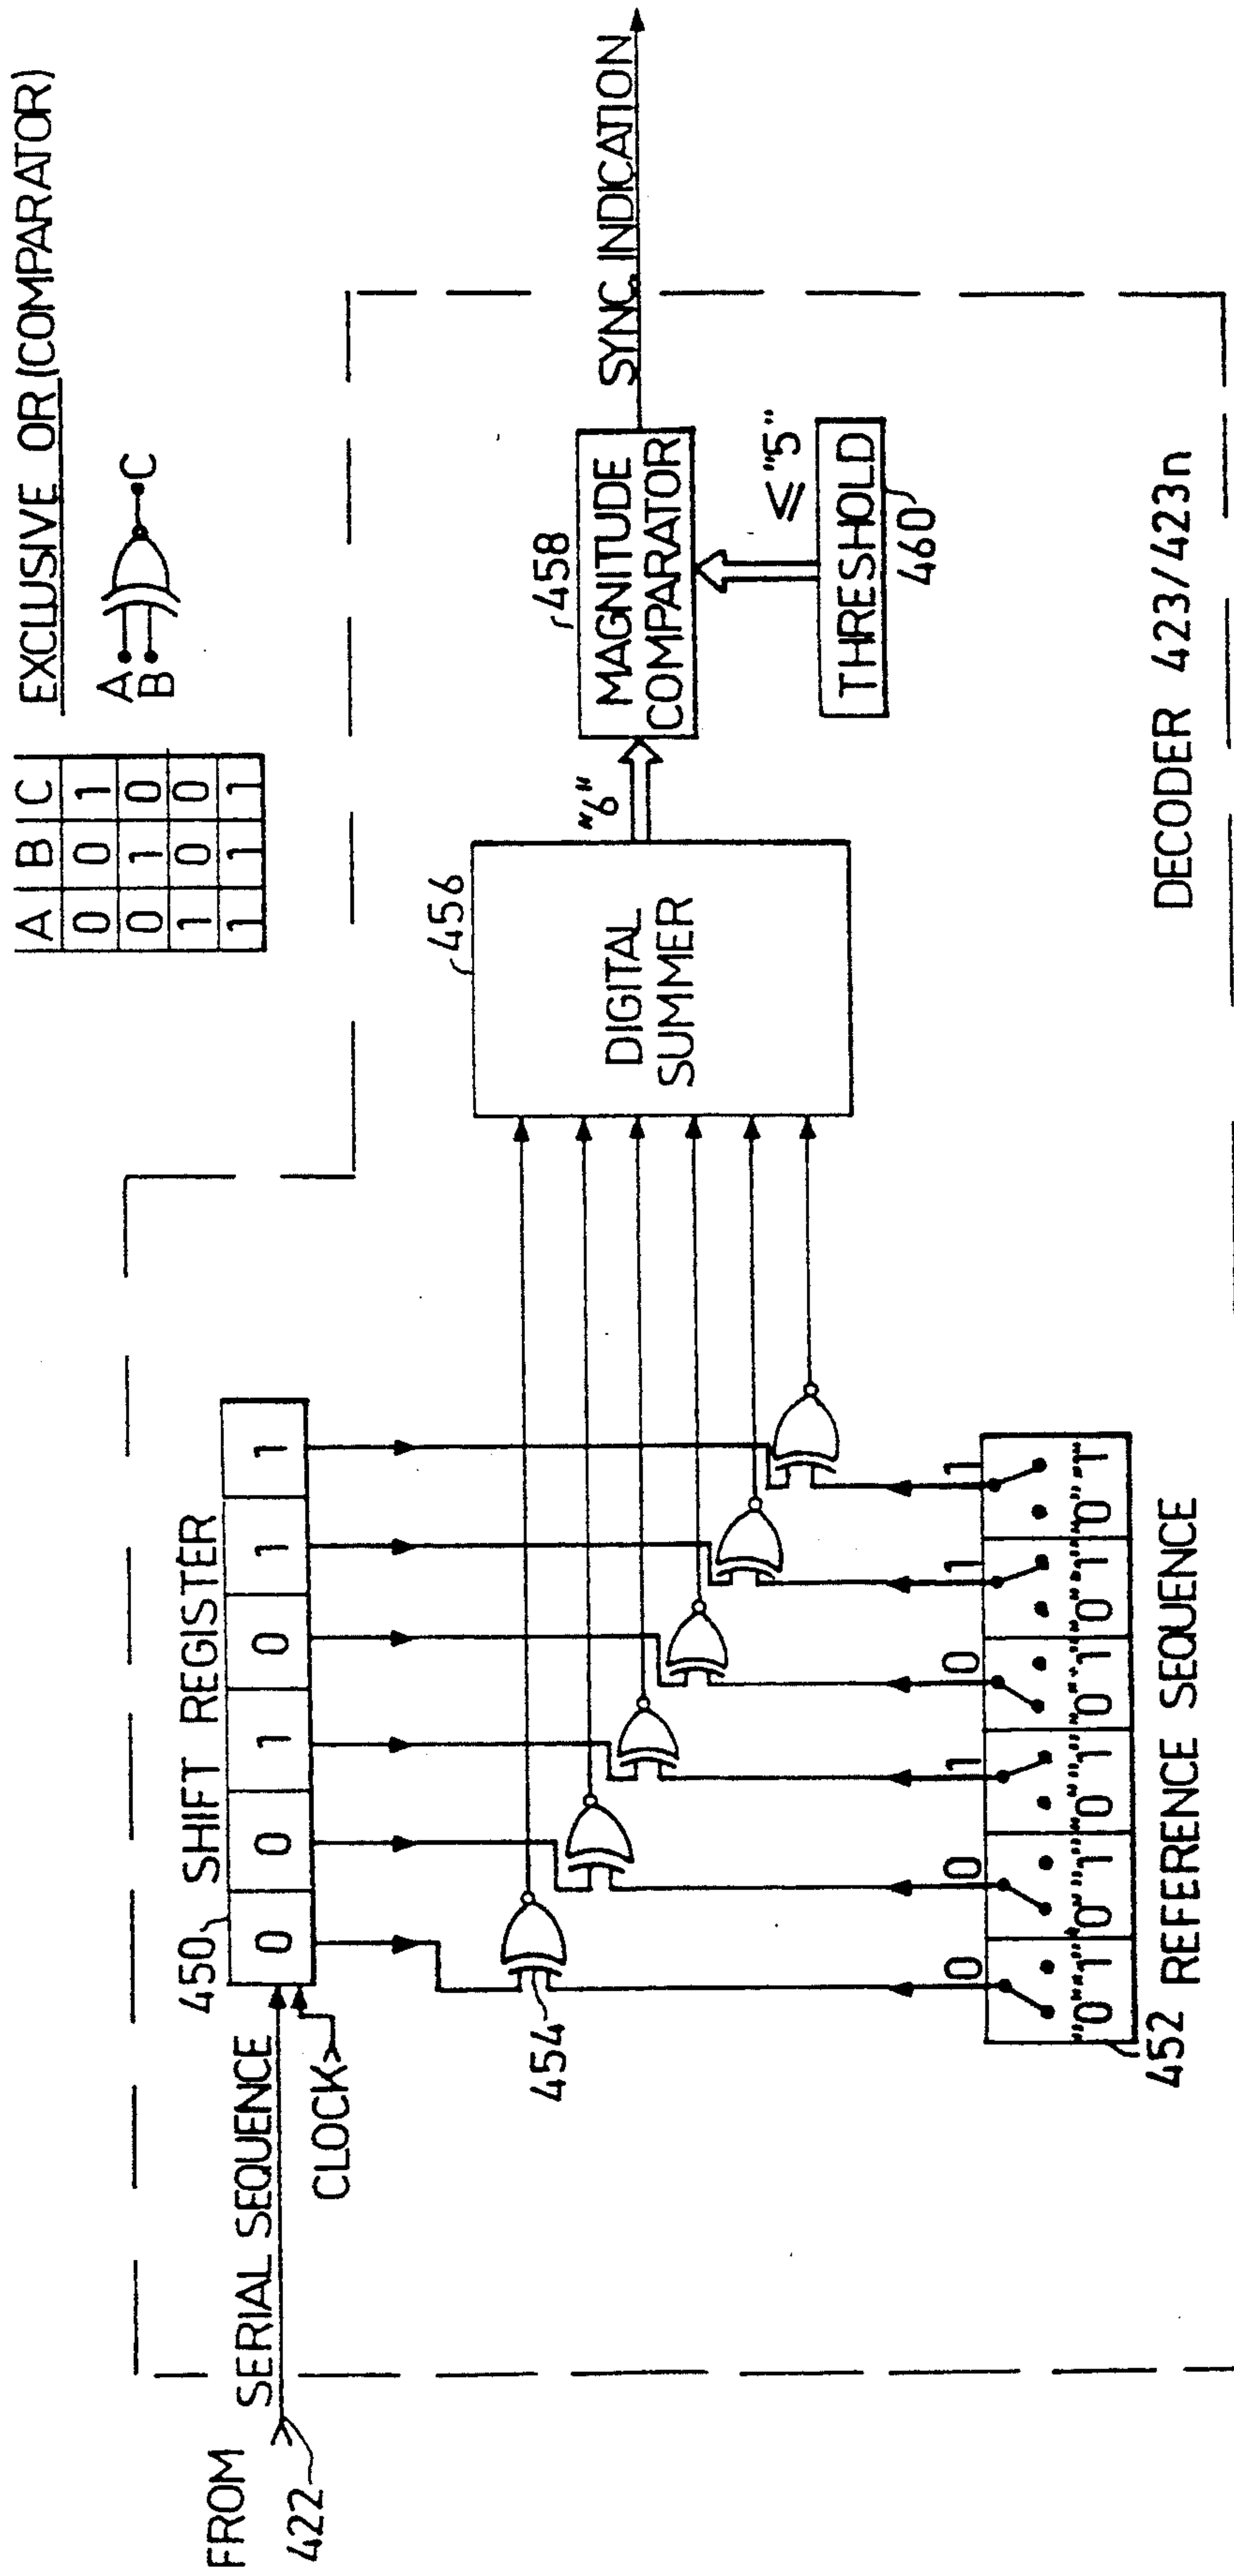 A B C
0 0 1
0 1 0
1 0 0
1 1 1
EXCLUSIVE OR (COMPARATOR)
A
B
C
FROM
422
SERIAL SEQUENCE
CLOCK
450
SHIFT REGISTER
0 0 1 0 1 1
454
456
DIGITAL
SUMMER
"6"
458
MAGNITUDE
COMPARATOR
SYNC. INDICATION
≤"5"
THRESHOLD
460
0 0 1 0 1 1
"0" "1" "0" "1" "0" "1" "0" "1" "0" "1" "0" "1"
452 REFERENCE SEQUENCE
DECODER 423/423n